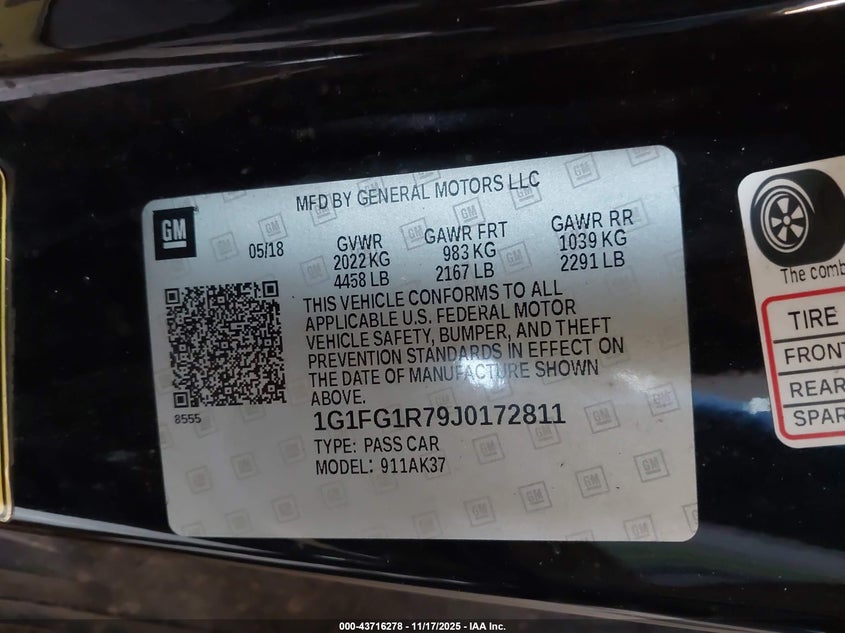 MFD BY GENERAL MOTORS LLC
GM
05/18
GVWR
2022 KG
4458 LB
GAWR FRT
983 KG
2167 LB
GAWR RR
1039 KG
2291 LB
THIS VEHICLE CONFORMS TO ALL
APPLICABLE U.S. FEDERAL MOTOR
VEHICLE SAFETY, BUMPER, AND THEFT
PREVENTION STANDARDS IN EFFECT ON
THE DATE OF MANUFACTURE SHOWN
ABOVE.
8555
1G1FG1R79J0172811
TYPE: PASS CAR
MODEL: 911AK37
The comb
TIRE
FRONT
REAR
SPAR
000-43716278 - 11/17/2025 - IAA Inc.